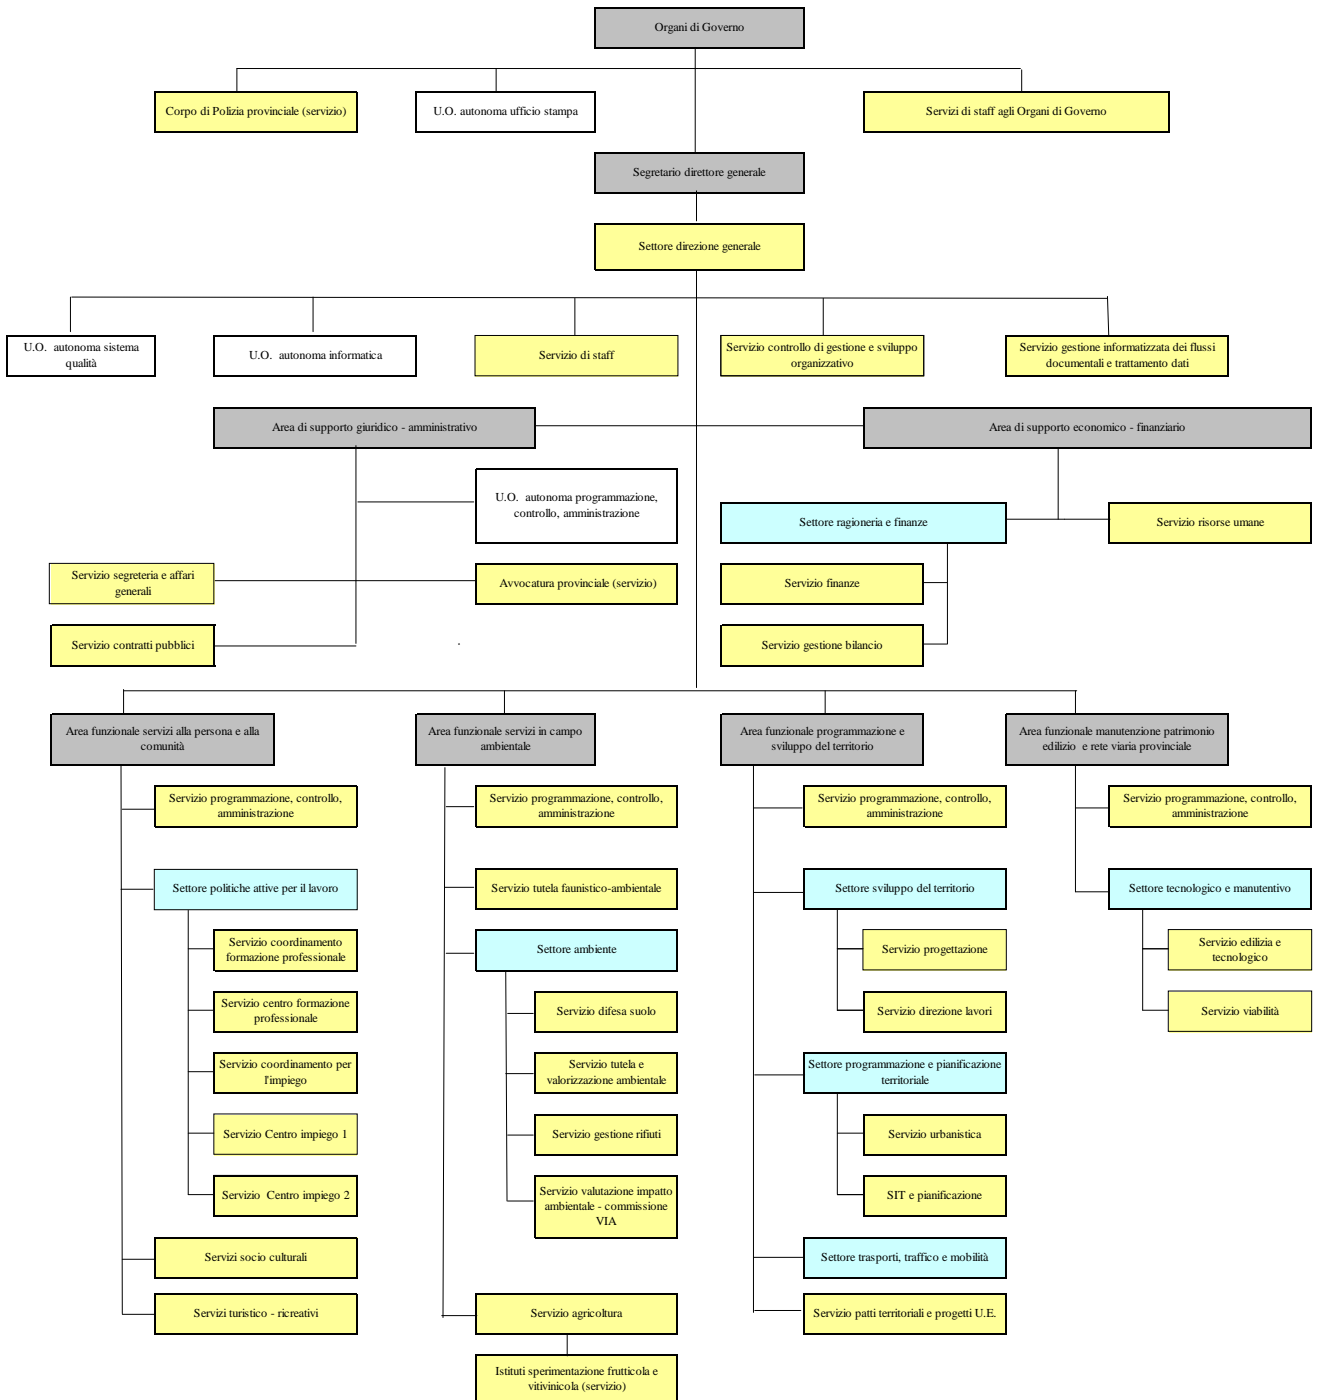 Organi di Governo
Corpo di Polizia provinciale (servizio)
U.O. autonoma ufficio stampa
Servizi di staff agli Organi di Governo
Segretario direttore generale
Settore direzione generale
U.O. autonoma sistema
qualità
U.O. autonoma informatica
Servizio di staff
Servizio controllo di gestione e sviluppo
organizzativo
Servizio gestione informatizzata dei flussi
documentali e trattamento dati
Area di supporto giuridico - amministrativo
Area di supporto economico - finanziario
U.O. autonoma programmazione,
controllo, amministrazione
Settore ragioneria e finanze
Servizio risorse umane
Servizio segreteria e affari
generali
Avvocatura provinciale (servizio)
Servizio finanze
Servizio contratti pubblici
Servizio gestione bilancio
Area funzionale servizi alla persona e alla
comunità
Area funzionale servizi in campo
ambientale
Area funzionale programmazione e
sviluppo del territorio
Area funzionale manutenzione patrimonio
edilizio e rete viaria provinciale
Servizio programmazione, controllo,
amministrazione
Servizio programmazione, controllo,
amministrazione
Servizio programmazione, controllo,
amministrazione
Servizio programmazione, controllo,
amministrazione
Settore politiche attive per il lavoro
Servizio tutela faunistico-ambientale
Settore sviluppo del territorio
Settore tecnologico e manutentivo
Servizio coordinamento
formazione professionale
Settore ambiente
Servizio progettazione
Servizio edilizia e
tecnologico
Servizio centro formazione
professionale
Servizio difesa suolo
Servizio direzione lavori
Servizio viabilità
Servizio coordinamento per
l'impiego
Servizio tutela e
valorizzazione ambientale
Settore programmazione e pianificazione
territoriale
Servizio Centro impiego 1
Servizio gestione rifiuti
Servizio urbanistica
Servizio Centro impiego 2
Servizio valutazione impatto
ambientale - commissione
VIA
SIT e pianificazione
Servizi socio culturali
Settore trasporti, traffico e mobilità
Servizi turistico - ricreativi
Servizio agricoltura
Servizio patti territoriali e progetti U.E.
Istituti sperimentazione frutticola e
vitivinicola (servizio)